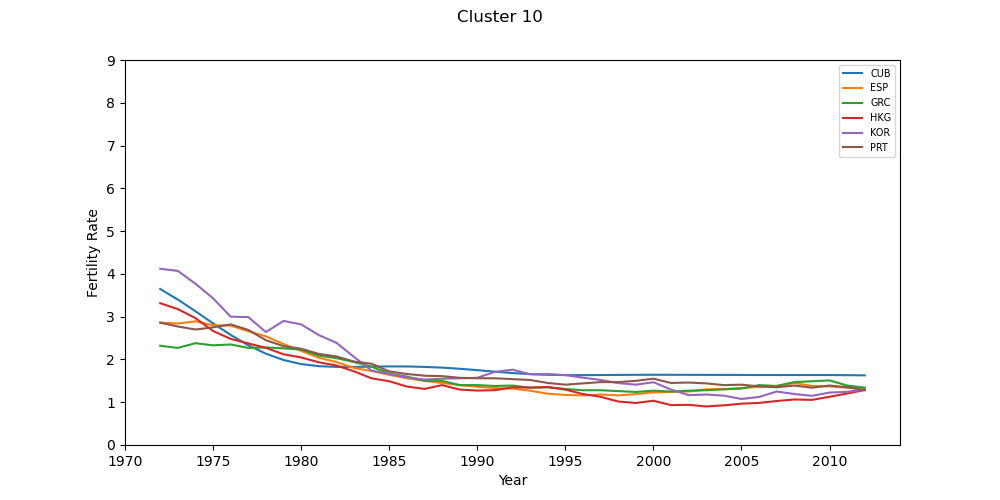 Cluster 10
9
8
7
6
5
4
3
2
1
0
Fertility Rate
CUB
ESP
GRC
HKG
KOR
PRT
1970 1975 1980 1985 1990 1995 2000 2005 2010
Year